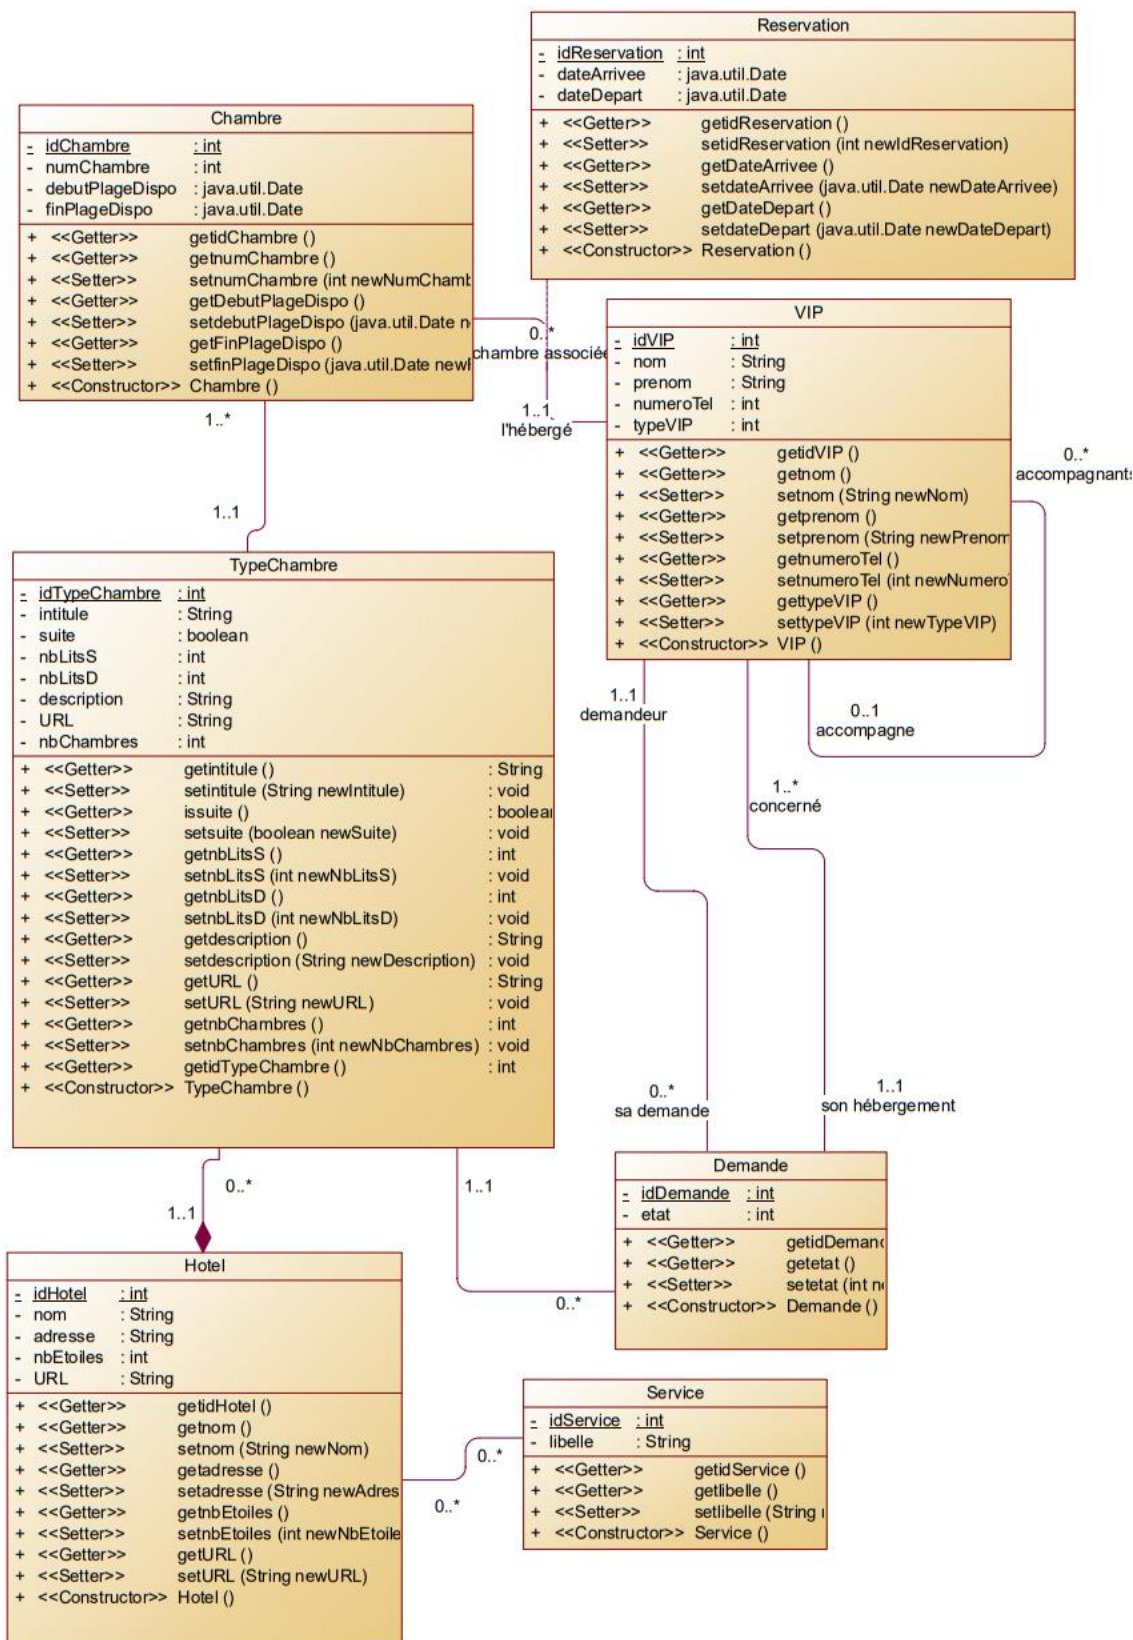 Reservation
- idReservation : int
- dateArrivee : java.util.Date
- dateDepart : java.util.Date
+ <<Getter>> getidReservation ()
+ <<Setter>> setidReservation (int newIdReservation)
+ <<Getter>> getDateArrivee ()
+ <<Setter>> setdateArrivee (java.util.Date newDateArrivee)
+ <<Getter>> getDateDepart ()
+ <<Setter>> setdateDepart (java.util.Date newDateDepart)
+ <<Constructor>> Reservation ()
Chambre
- idChambre : int
- numChambre : int
- debutPlageDispo : java.util.Date
- finPlageDispo : java.util.Date
+ <<Getter>> getidChambre ()
+ <<Getter>> getnumChambre ()
+ <<Setter>> setnumChambre (int newNumChamb
+ <<Getter>> getDebutPlageDispo ()
+ <<Setter>> setdebutPlageDispo (java.util.Date n
+ <<Getter>> getFinPlageDispo ()
+ <<Setter>> setfinPlageDispo (java.util.Date newF
+ <<Constructor>> Chambre ()
0..*
chambre associée
1..1
l'hébergé
VIP
- idVIP : int
- nom : String
- prenom : String
- numeroTel : int
- typeVIP : int
+ <<Getter>> getidVIP ()
+ <<Getter>> getnom ()
+ <<Setter>> setnom (String newNom)
+ <<Getter>> getprenom ()
+ <<Setter>> setprenom (String newPrenom
+ <<Getter>> getnumeroTel ()
+ <<Setter>> setnumeroTel (int newNumero
+ <<Getter>> gettypeVIP ()
+ <<Setter>> settypeVIP (int newTypeVIP)
+ <<Constructor>> VIP ()
0..*
accompagnants
0..1
accompagne
1..*
1..1
TypeChambre
- idTypeChambre : int
- intitule : String
- suite : boolean
- nbLitsS : int
- nbLitsD : int
- description : String
- URL : String
- nbChambres : int
+ <<Getter>> getintitule () : String
+ <<Setter>> setintitule (String newIntitule) : void
+ <<Getter>> issuite () : boolean
+ <<Setter>> setsuite (boolean newSuite) : void
+ <<Getter>> getnbLitsS () : int
+ <<Setter>> setnbLitsS (int newNbLitsS) : void
+ <<Getter>> getnbLitsD () : int
+ <<Setter>> setnbLitsD (int newNbLitsD) : void
+ <<Getter>> getdescription () : String
+ <<Setter>> setdescription (String newDescription) : void
+ <<Getter>> getURL () : String
+ <<Setter>> setURL (String newURL) : void
+ <<Getter>> getnbChambres () : int
+ <<Setter>> setnbChambres (int newNbChambres) : void
+ <<Getter>> getidTypeChambre () : int
+ <<Constructor>> TypeChambre ()
1..1
demandeur
1..*
concerné
0..*
sa demande
1..1
son hébergement
0..*
1..1
1..1
0..*
Demande
- idDemande : int
- etat : int
+ <<Getter>> getidDemand
+ <<Getter>> getetat ()
+ <<Setter>> setetat (int ne
+ <<Constructor>> Demande ()
Hotel
- idHotel : int
- nom : String
- adresse : String
- nbEtoiles : int
- URL : String
+ <<Getter>> getidHotel ()
+ <<Getter>> getnom ()
+ <<Setter>> setnom (String newNom)
+ <<Getter>> getadresse ()
+ <<Setter>> setadresse (String newAdres
+ <<Getter>> getnbEtoiles ()
+ <<Setter>> setnbEtoiles (int newNbEtoile
+ <<Getter>> getURL ()
+ <<Setter>> setURL (String newURL)
+ <<Constructor>> Hotel ()
0..*
0..*
Service
- idService : int
- libelle : String
+ <<Getter>> getidService ()
+ <<Getter>> getlibelle ()
+ <<Setter>> setlibelle (String
+ <<Constructor>> Service ()